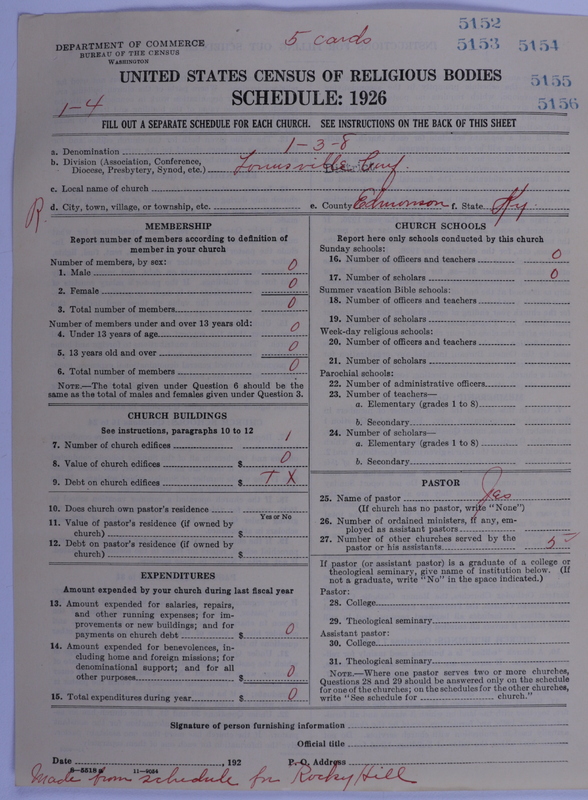 5 cards
5152
5153 5154
5155
5156
DEPARTMENT OF COMMERCE
BUREAU OF THE CENSUS
WASHINGTON
UNITED STATES CENSUS OF RELIGIOUS BODIES
SCHEDULE: 1926
1-4
FILL OUT A SEPARATE SCHEDULE FOR EACH CHURCH. SEE INSTRUCTIONS ON THE BACK OF THIS SHEET
a. Denomination 1-3-8
b. Division (Association, Conference,
Diocese, Presbytery, Synod, etc.) Louisville Conf.
c. Local name of church
R d. City, town, village, or township, etc. e. County Edmonson f. State Ky
MEMBERSHIP
Report number of members according to definition of
member in your church
Number of members, by sex:
1. Male 0
2. Female 0
3. Total number of members 0
Number of members under and over 13 years old:
4. Under 13 years of age 0
5. 13 years old and over 0
6. Total number of members 0
NOTE.—The total given under Question 6 should be the
same as the total of males and females given under Question 3.
CHURCH BUILDINGS
See instructions, paragraphs 10 to 12
7. Number of church edifices 1
8. Value of church edifices $ 0
9. Debt on church edifices $ T X
10. Does church own pastor's residence
Yes or No
11. Value of pastor's residence (if owned by
church) $
12. Debt on pastor's residence (if owned by
church) $
EXPENDITURES
Amount expended by your church during last fiscal year
13. Amount expended for salaries, repairs,
and other running expenses; for im-
provements or new buildings; and for
payments on church debt $ 0
14. Amount expended for benevolences, in-
cluding home and foreign missions; for
denominational support; and for all
other purposes $ 0
15. Total expenditures during year $ 0
CHURCH SCHOOLS
Report here only schools conducted by this church
Sunday schools:
16. Number of officers and teachers 0
17. Number of scholars 0
Summer vacation Bible schools:
18. Number of officers and teachers
19. Number of scholars
Week-day religious schools:
20. Number of officers and teachers
21. Number of scholars
Parochial schools:
22. Number of administrative officers
23. Number of teachers—
a. Elementary (grades 1 to 8)
b. Secondary
24. Number of scholars—
a. Elementary (grades 1 to 8)
b. Secondary
PASTOR
25. Name of pastor Yes
(If church has no pastor, write "None")
26. Number of ordained ministers, if any, em-
ployed as assistant pastors
27. Number of other churches served by the
pastor or his assistants 5
If pastor (or assistant pastor) is a graduate of a college or
theological seminary, give name of institution below. (If
not a graduate, write "No" in the space indicated.)
Pastor:
28. College
29. Theological seminary
Assistant pastor:
30. College
31. Theological seminary
NOTE.—Where one pastor serves two or more churches,
Questions 28 and 29 should be answered only on the schedule
for one of the churches; on the schedules for the other churches,
write "See schedule for church."
Signature of person furnishing information
Official title
Date , 192 P. O. Address
8-5518 11-9034
Made from schedule for Rocky Hill